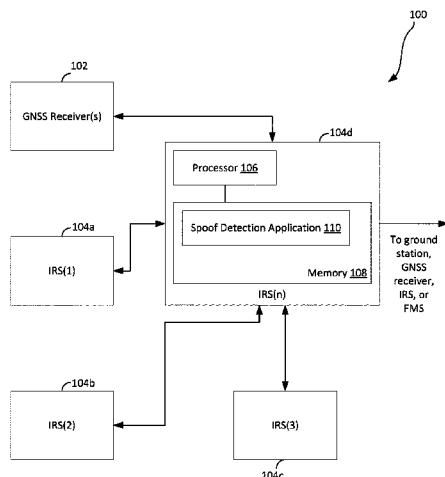 100
102
GNSS Receiver(s)
104d
Processor 106
104a
Spoof Detection Application 110
IRS(1)
Memory 108
IRS(n)
To ground
station,
GNSS
receiver,
IRS, or
FMS
104b
IRS(2)
IRS(3)
104c